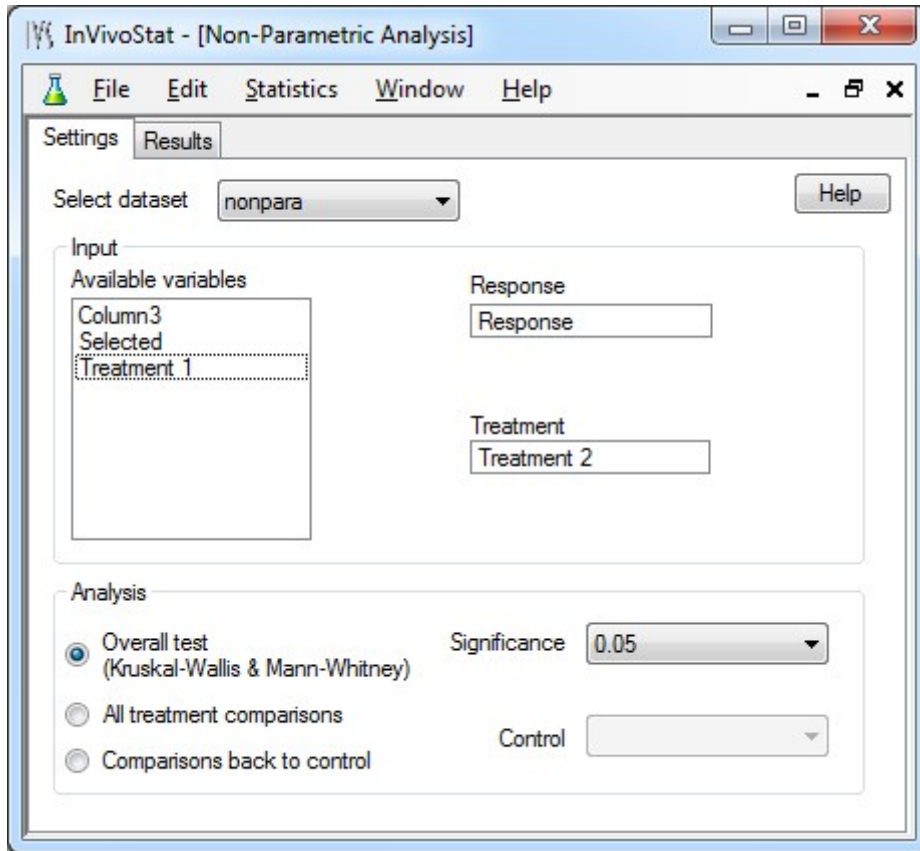 InVivoStat - [Non-Parametric Analysis]
File Edit Statistics Window Help
Settings Results
Select dataset nonpara Help
Input
Available variables
Column3
Selected
Treatment 1
Response
Response
Treatment
Treatment 2
Analysis
Overall test
(Kruskal-Wallis & Mann-Whitney)
Significance 0.05
All treatment comparisons
Control
Comparisons back to control